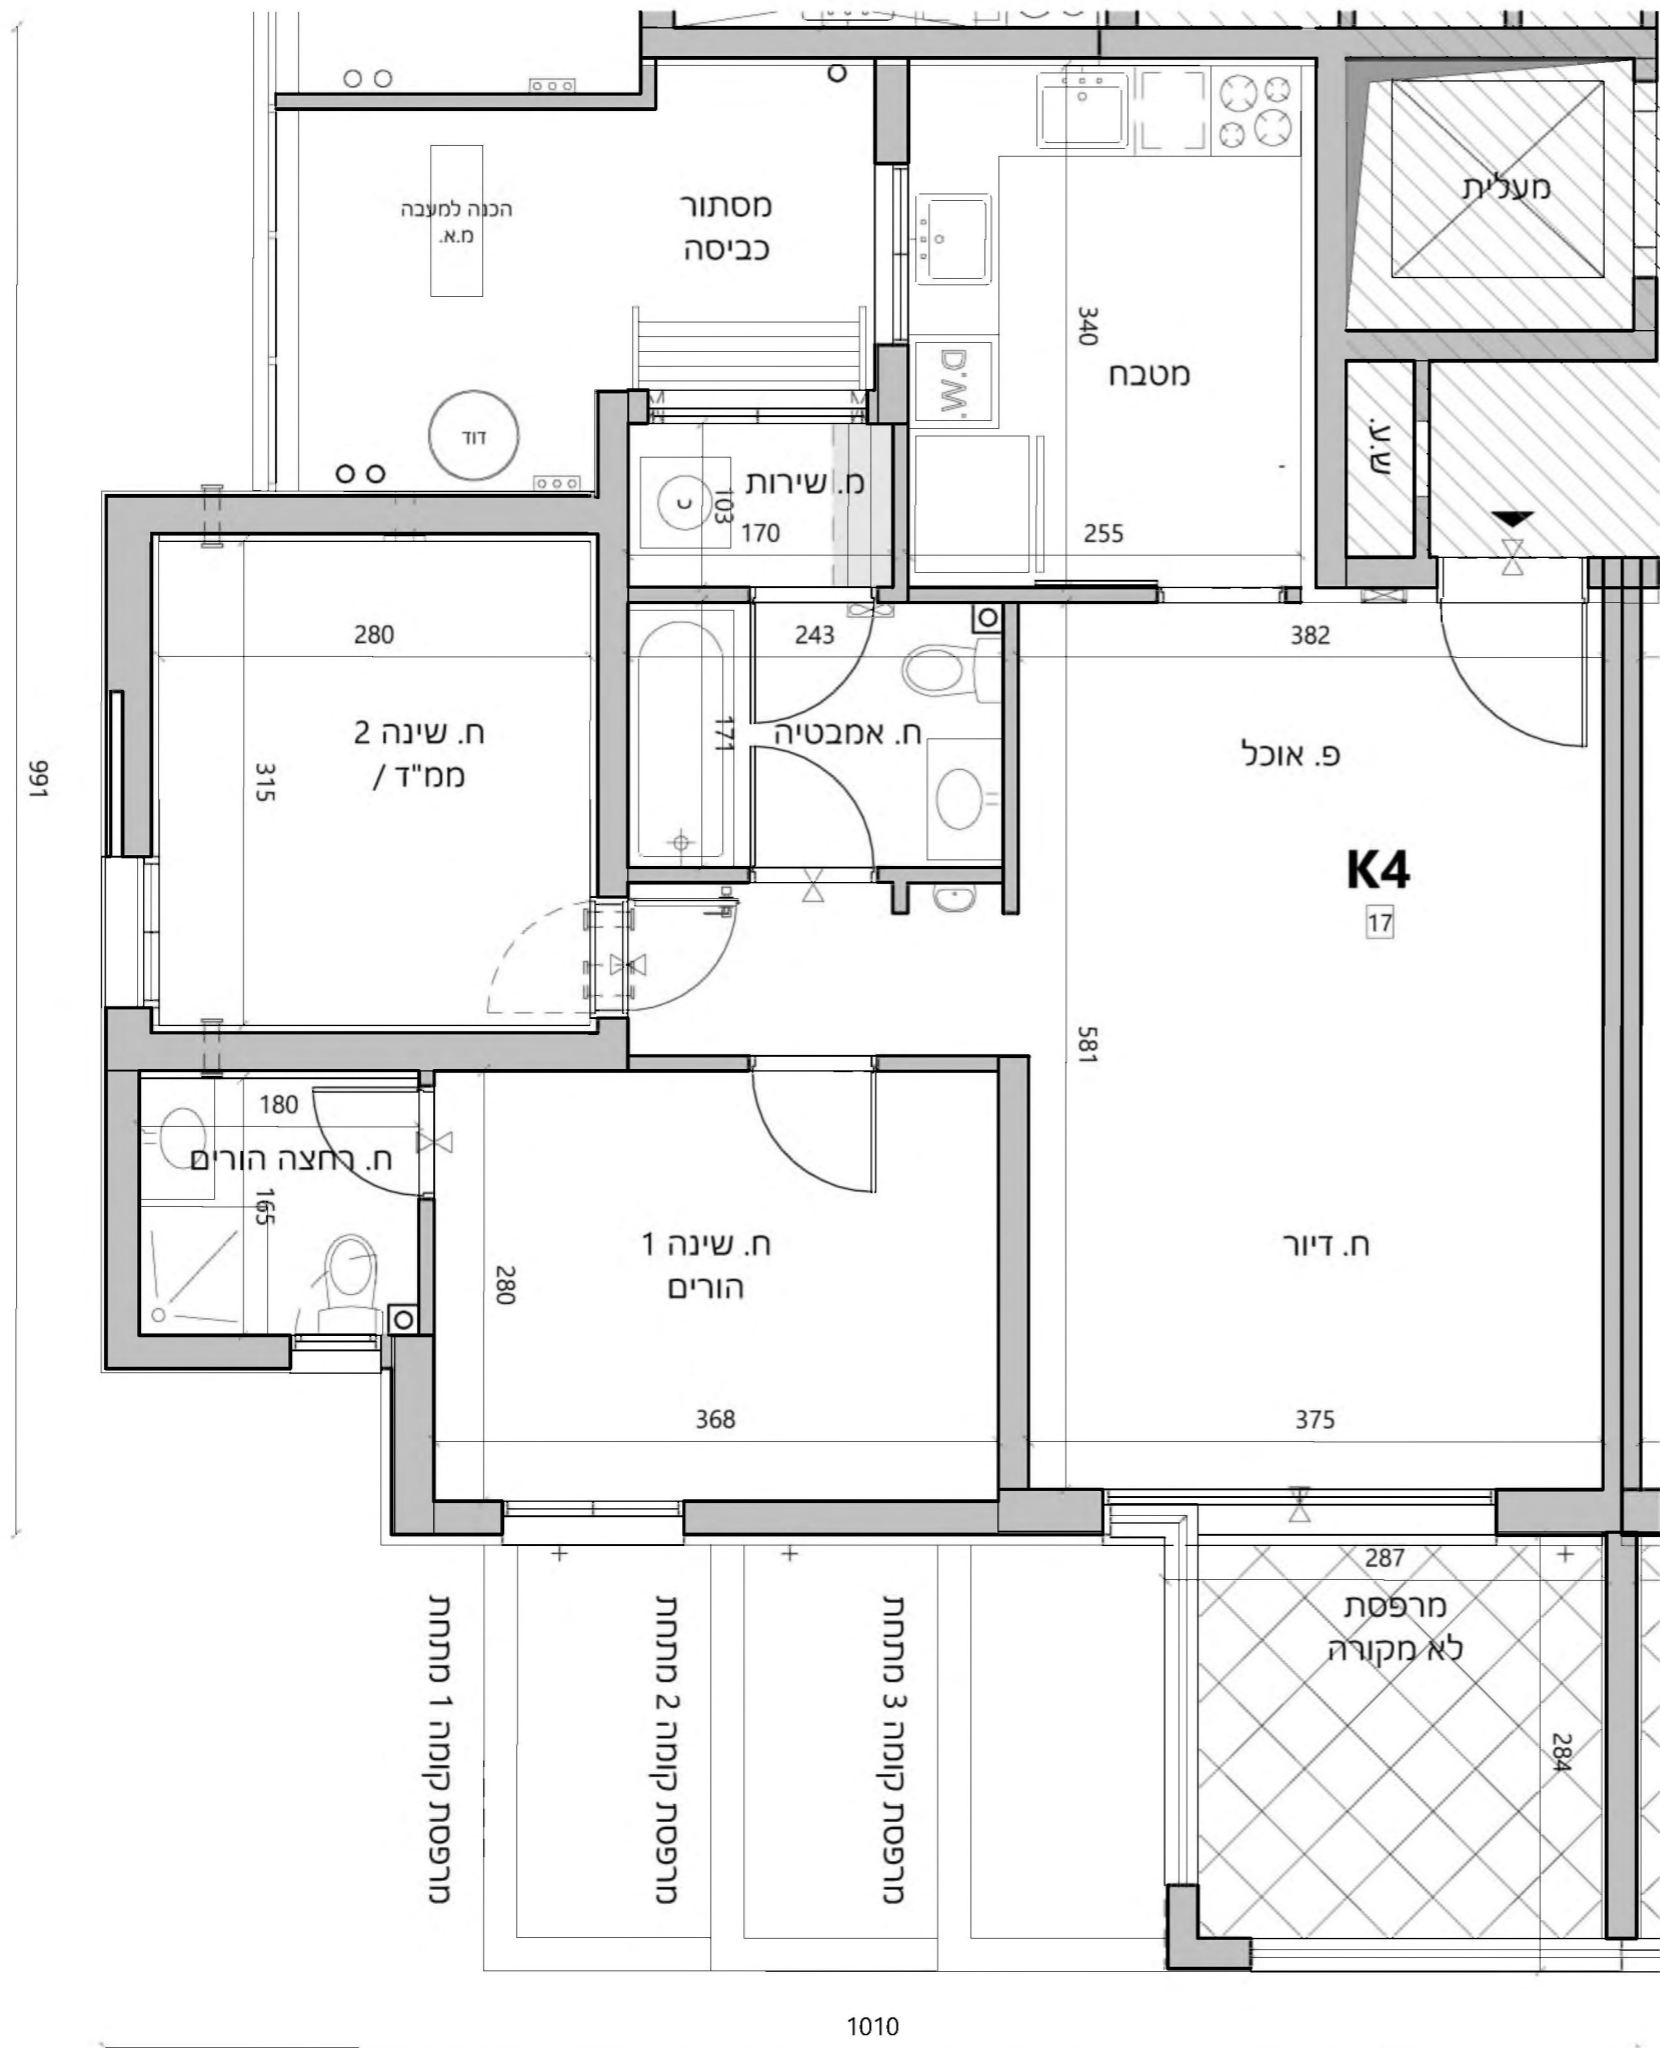 הכנה למעבה
מ.א.
מסתור
כביסה
מעלית
340
מטבח
D.W.
ש.ע.
דוד
מ. שירות
כ
103
170
255
280
243
382
ח. שינה 2
ממ"ד /
315
171
ח. אמבטיה
פ. אוכל
991
K4
17
581
180
ח. רחצה הורים
165
ח. שינה 1
הורים
280
ח. דיור
368
375
287
מרפסת
לא מקורה
284
מרפסת קומה 1 מתחת
מרפסת קומה 2 מתחת
מרפסת קומה 3 מתחת
1010